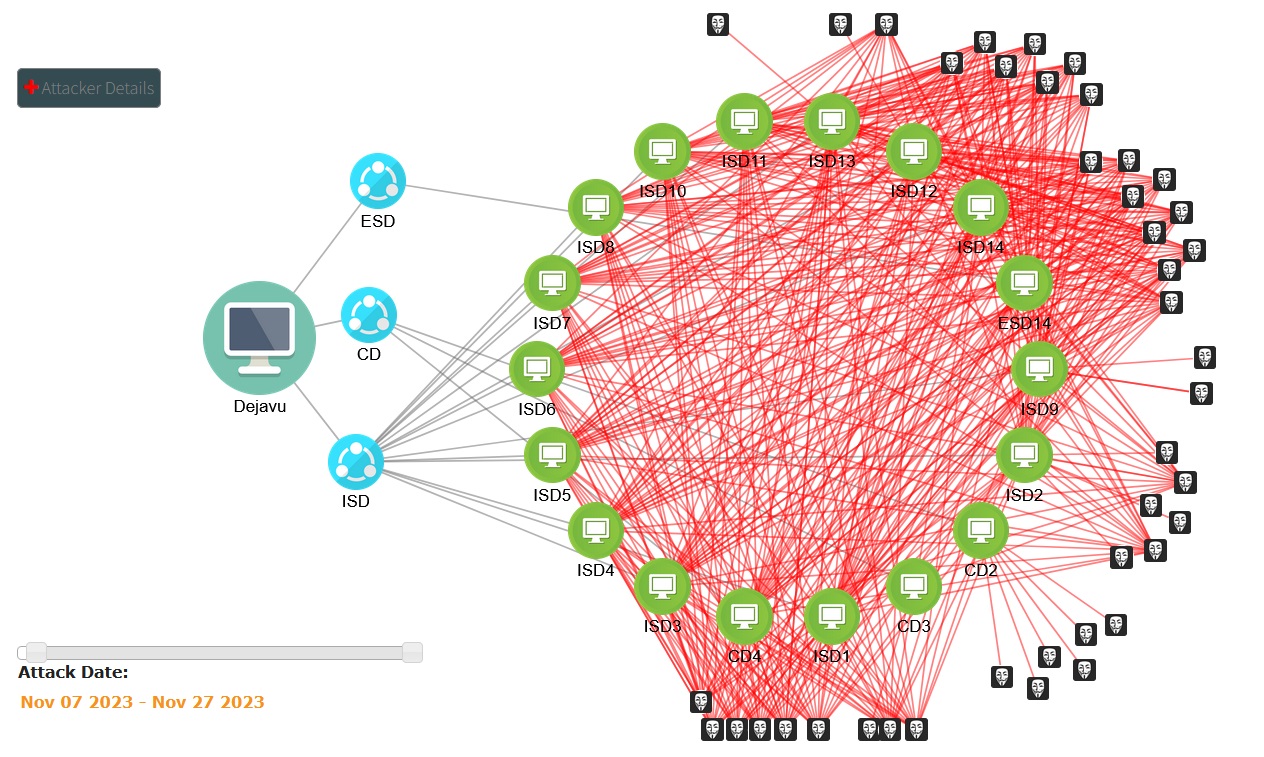 Attacker Details
ISD11
ISD13
ISD10
ISD12
ESD
ISD8
ISD14
ISD7
ESD14
CD
Dejavu
ISD6
ISD9
ISD
ISD5
ISD2
ISD4
CD2
ISD3
CD3
CD4
ISD1
Attack Date:
Nov 07 2023 - Nov 27 2023